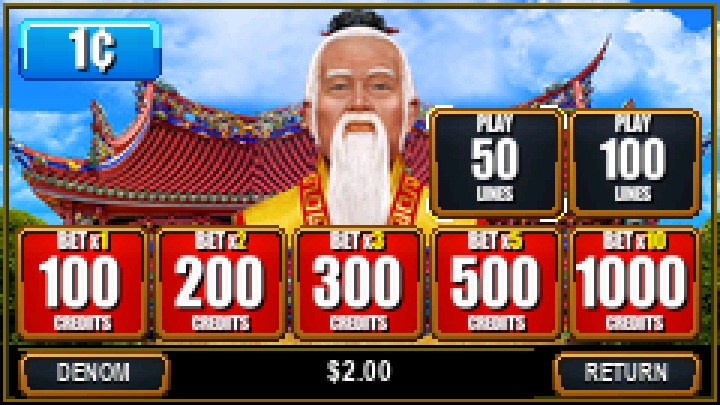 1¢
PLAY
50
LINES
PLAY
100
LINES
BET x1
100
CREDITS
BET x2
200
CREDITS
BET x3
300
CREDITS
BET x5
500
CREDITS
BET x10
1000
CREDITS
DENOM
$2.00
RETURN